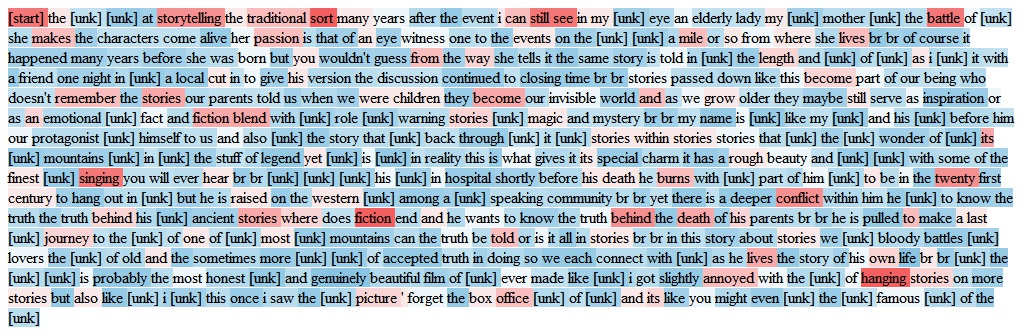 [start] the [unk] [unk] at storytelling the traditional sort many years after the event i can still see in my [unk] eye an elderly lady my [unk] mother [unk] the battle of [unk]
she makes the characters come alive her passion is that of an eye witness one to the events on the [unk] [unk] a mile or so from where she lives br br of course it
happened many years before she was born but you wouldn't guess from the way she tells it the same story is told in [unk] the length and [unk] of [unk] as i [unk] it with
a friend one night in [unk] a local cut in to give his version the discussion continued to closing time br br stories passed down like this become part of our being who
doesn't remember the stories our parents told us when we were children they become our invisible world and as we grow older they maybe still serve as inspiration or
as an emotional [unk] fact and fiction blend with [unk] role [unk] warning stories [unk] magic and mystery br br my name is [unk] like my [unk] and his [unk] before him
our protagonist [unk] himself to us and also [unk] the story that [unk] back through [unk] it [unk] stories within stories stories that [unk] the [unk] wonder of [unk] its
[unk] mountains [unk] in [unk] the stuff of legend yet [unk] is [unk] in reality this is what gives it its special charm it has a rough beauty and [unk] [unk] with some of the
finest [unk] singing you will ever hear br br [unk] [unk] [unk] his [unk] in hospital shortly before his death he burns with [unk] part of him [unk] to be in the twenty first
century to hang out in [unk] but he is raised on the western [unk] among a [unk] speaking community br br yet there is a deeper conflict within him he [unk] to know the
truth the truth behind his [unk] ancient stories where does fiction end and he wants to know the truth behind the death of his parents br br he is pulled to make a last
[unk] journey to the [unk] of one of [unk] most [unk] mountains can the truth be told or is it all in stories br br in this story about stories we [unk] bloody battles [unk]
lovers the [unk] of old and the sometimes more [unk] [unk] of accepted truth in doing so we each connect with [unk] as he lives the story of his own life br br [unk] the
[unk] [unk] is probably the most honest [unk] and genuinely beautiful film of [unk] ever made like [unk] i got slightly annoyed with the [unk] of hanging stories on more
stories but also like [unk] i [unk] this once i saw the [unk] picture ' forget the box office [unk] of [unk] and its like you might even [unk] the [unk] famous [unk] of the
[unk]